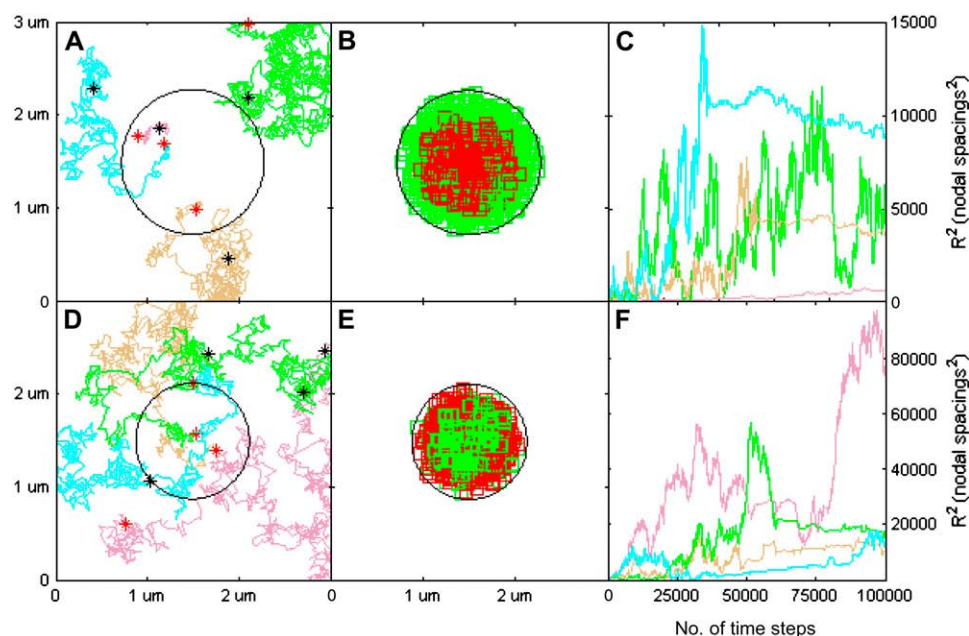 3 um
A
B
C
15000
2 um
10000
1 um
5000
0
0
R² (nodal spacings²)
D
E
F
80000
2 um
60000
1 um
40000
20000
0
R² (nodal spacings²)
0
1 um
2 um
1 um
2 um
0
25000
50000
75000
100000
No. of time steps